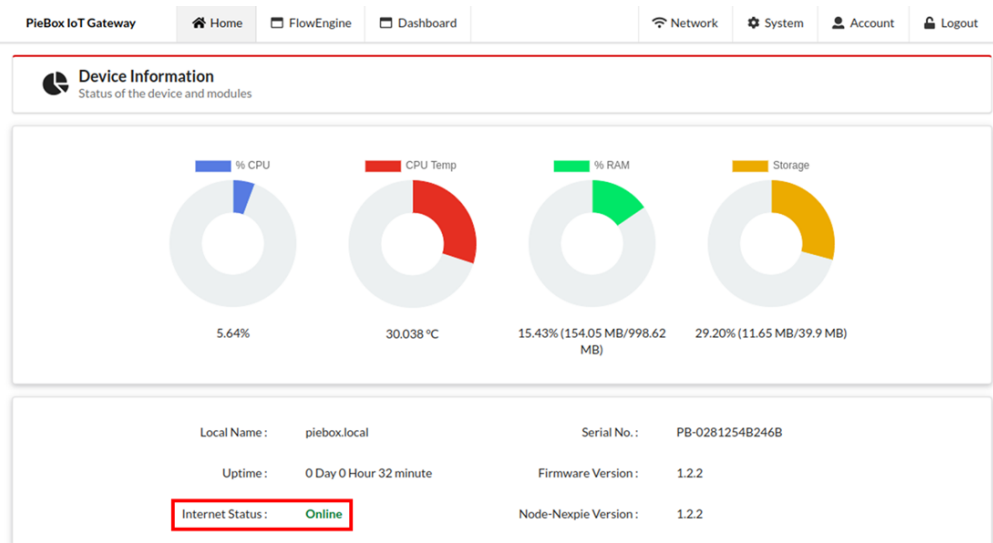 PieBox IoT Gateway
Home
FlowEngine
Dashboard
Network
System
Account
Logout
Device Information
Status of the device and modules
% CPU
CPU Temp
% RAM
Storage
5.64%
30.038 °C
15.43% (154.05 MB/998.62
MB)
29.20% (11.65 MB/39.9 MB)
Local Name : piebox.local
Serial No. : PB-0281254B246B
Uptime : 0 Day 0 Hour 32 minute
Firmware Version : 1.2.2
Internet Status : Online
Node-Nexpie Version : 1.2.2